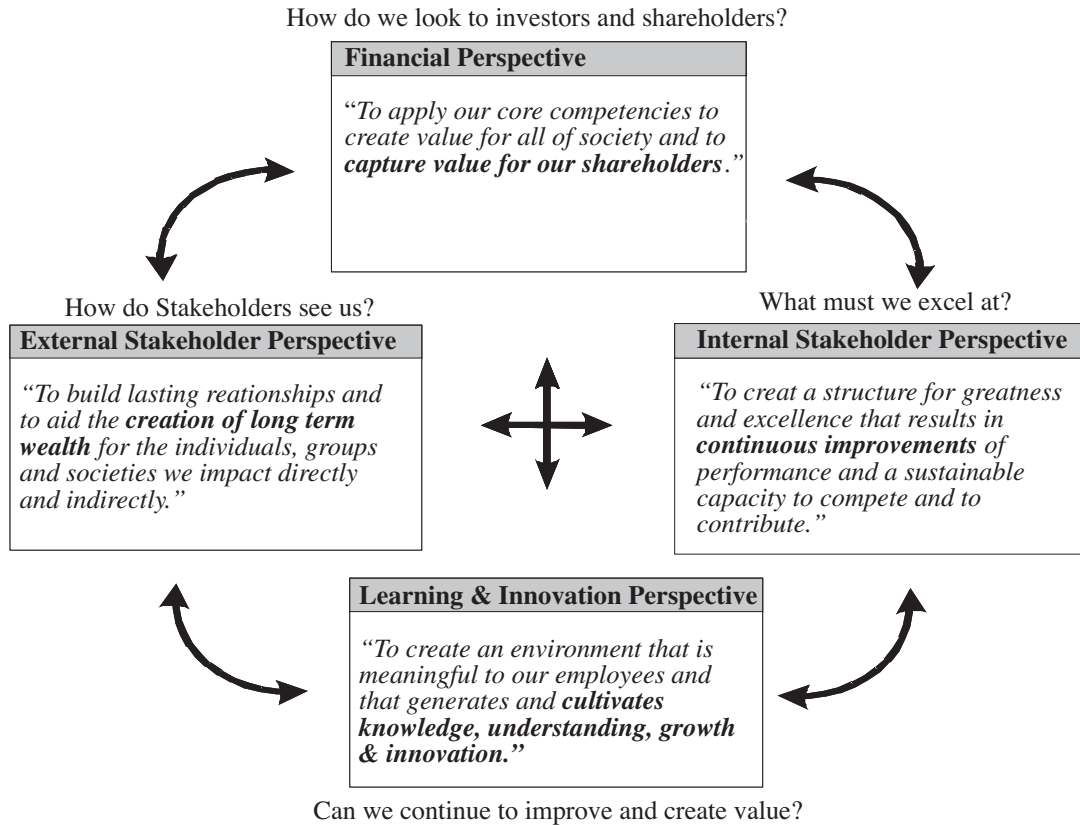 How do we look to investors and shareholders?
Financial Perspective
“To apply our core competencies to
create value for all of society and to
capture value for our shareholders.”
How do Stakeholders see us?
External Stakeholder Perspective
“To build lasting reationships and
to aid the creation of long term
wealth for the individuals, groups
and societies we impact directly
and indirectly.”
What must we excel at?
Internal Stakeholder Perspective
“To creat a structure for greatness
and excellence that results in
continuous improvements of
performance and a sustainable
capacity to compete and to
contribute.”
Learning & Innovation Perspective
“To create an environment that is
meaningful to our employees and
that generates and cultivates
knowledge, understanding, growth
& innovation.”
Can we continue to improve and create value?